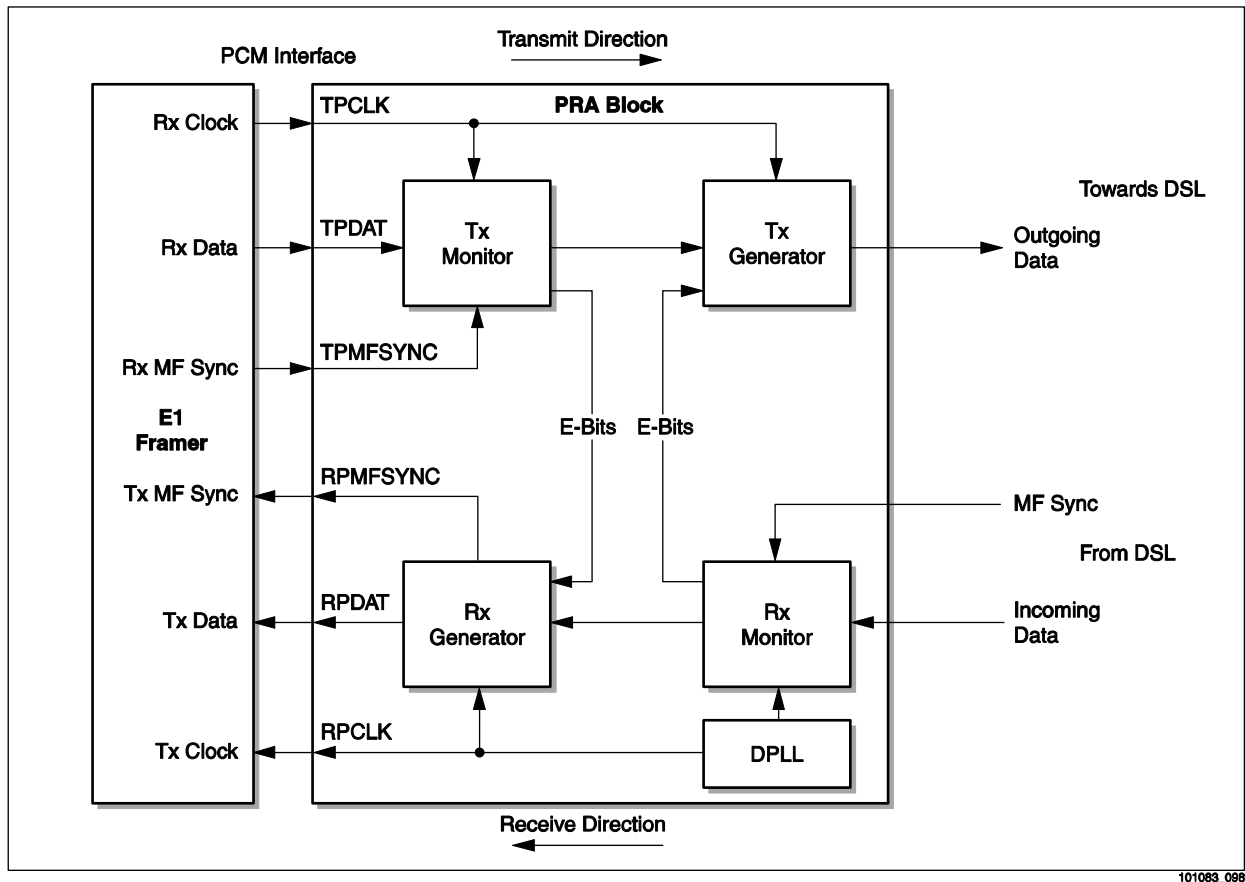 Transmit Direction
PCM Interface
Rx Clock
TPCLK
PRA Block
Rx Data
TPDAT
Tx
Monitor
Tx
Generator
Towards DSL
Outgoing
Data
Rx MF Sync
TPMFSYNC
E1
Framer
E-Bits
E-Bits
Tx MF Sync
RPMFSYNC
MF Sync
From DSL
Tx Data
RPDAT
Rx
Generator
Rx
Monitor
Incoming
Data
Tx Clock
RPCLK
DPLL
Receive Direction
101083_098